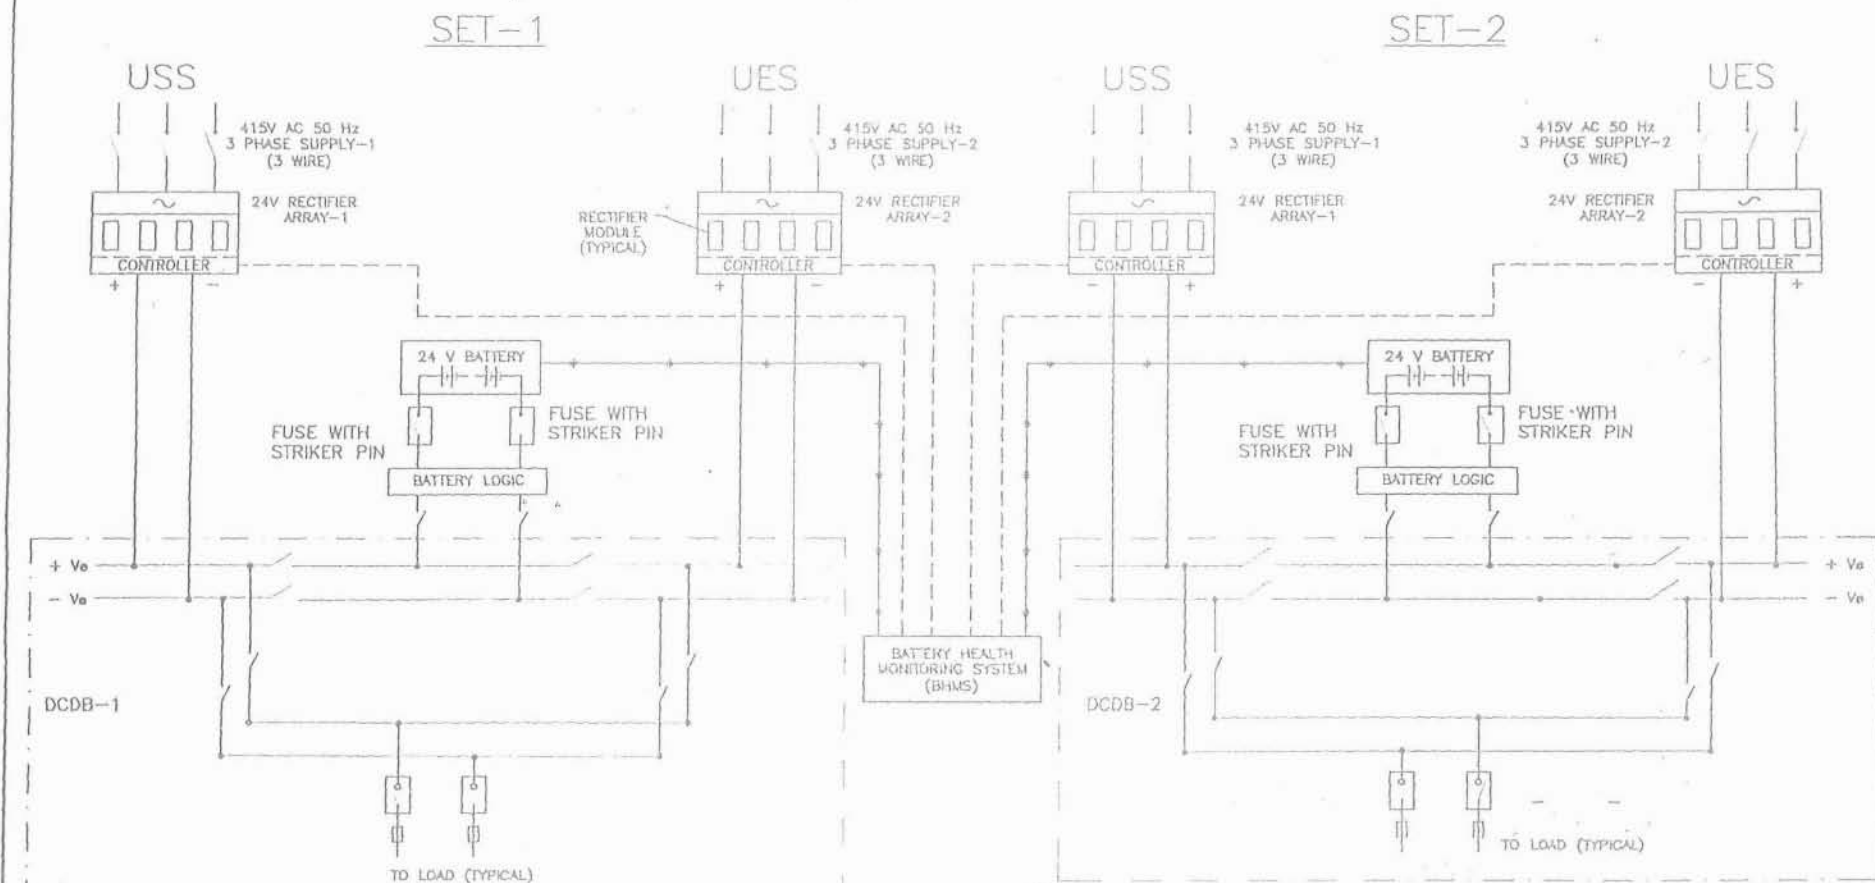 SET-1
SET-2
USS
UES
USS
UES
415V AC 50 Hz
3 PHASE SUPPLY-1
(3 WIRE)
415V AC 50 Hz
3 PHASE SUPPLY-2
(3 WIRE)
415V AC 50 Hz
3 PHASE SUPPLY-1
(3 WIRE)
415V AC 50 Hz
3 PHASE SUPPLY-2
(3 WIRE)
24V RECTIFIER
ARRAY-1
RECTIFIER
MODULE
(TYPICAL)
24V RECTIFIER
ARRAY-2
24V RECTIFIER
ARRAY-1
24V RECTIFIER
ARRAY-2
CONTROLLER
CONTROLLER
CONTROLLER
CONTROLLER
+ -
+ -
- +
- +
24 V BATTERY
24 V BATTERY
FUSE WITH
STRIKER PIN
FUSE WITH
STRIKER PIN
FUSE WITH
STRIKER PIN
FUSE WITH
STRIKER PIN
BATTERY LOGIC
BATTERY LOGIC
+ Ve
- Ve
+ Ve
- Ve
BATTERY HEALTH
MONITORING SYSTEM
(BHMS)
DCDB-1
DCDB-2
TO LOAD (TYPICAL)
TO LOAD (TYPICAL)